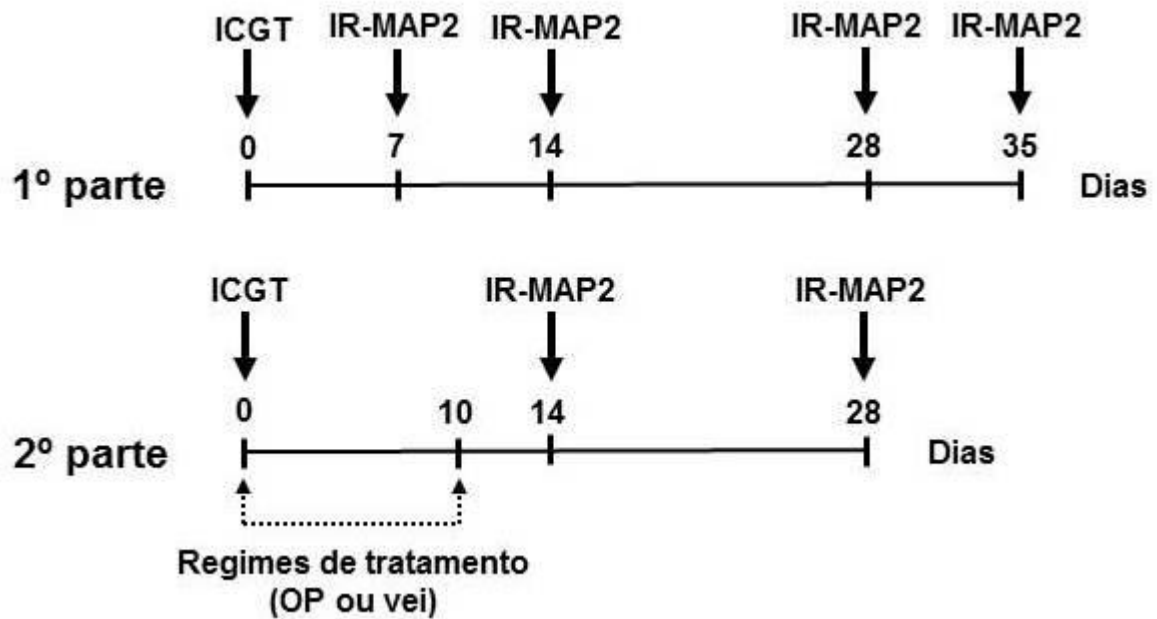 ICGT IR-MAP2 IR-MAP2 IR-MAP2 IR-MAP2
0 7 14 28 35
1º parte Dias
ICGT IR-MAP2 IR-MAP2
0 10 14 28
2º parte Dias
Regimes de tratamento
(OP ou vei)